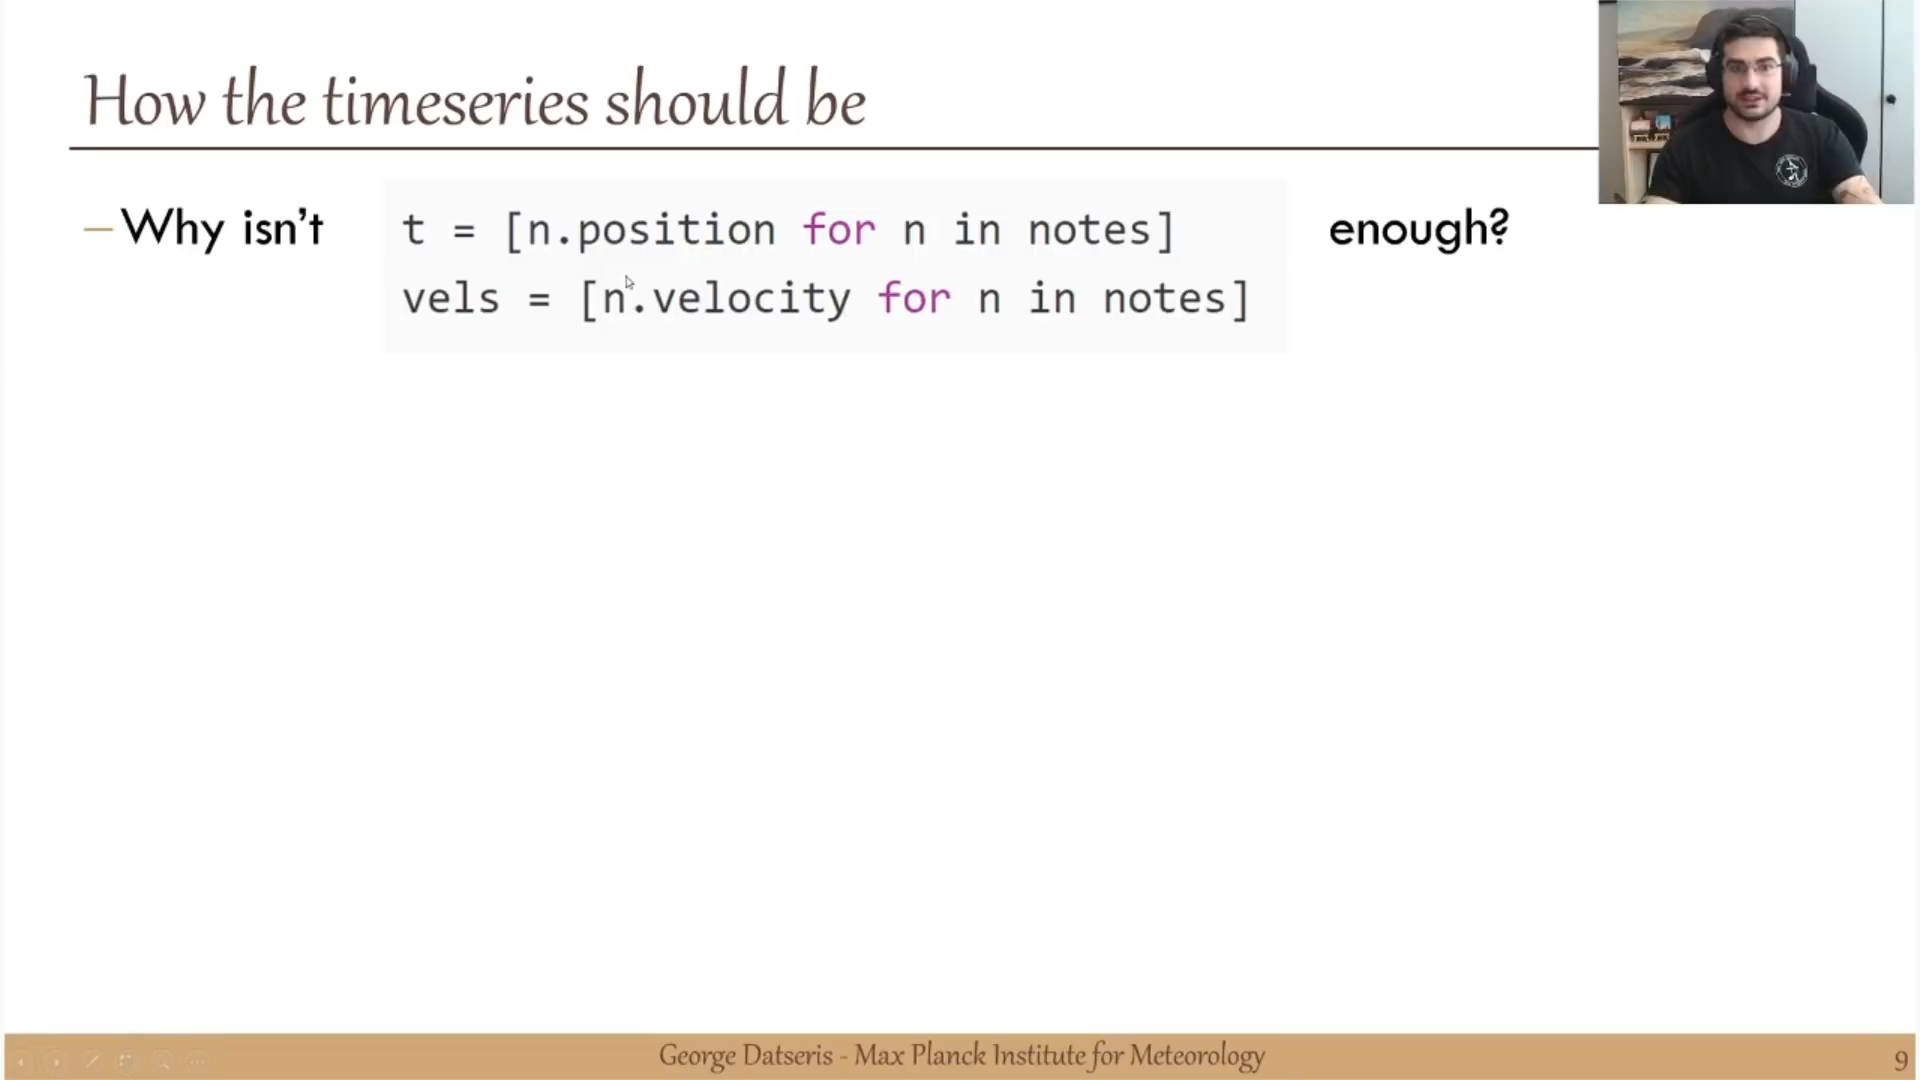 How the timeseries should be
– Why isn't t = [n.position for n in notes] enough?
vels = [n.velocity for n in notes]
George Datseris - Max Planck Institute for Meteorology
9